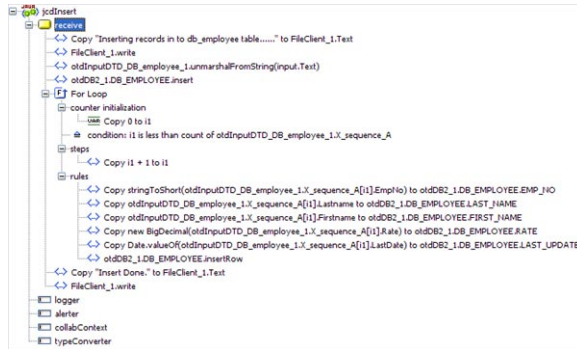 jcdInsert
receive
Copy "Inserting records in to db_employee table......" to FileClient_1.Text
FileClient_1.write
otdInputDTD_DB_employee_1.unmarshalFromString(input.Text)
otdDB2_1.DB_EMPLOYEE.insert
For Loop
counter initialization
Copy 0 to i1
condition: i1 is less than count of otdInputDTD_DB_employee_1.X_sequence_A
steps
Copy i1 + 1 to i1
rules
Copy stringToShort(otdInputDTD_DB_employee_1.X_sequence_A[i1].EmpNo) to otdDB2_1.DB_EMPLOYEE.EMP_NO
Copy otdInputDTD_DB_employee_1.X_sequence_A[i1].Lastname to otdDB2_1.DB_EMPLOYEE.LAST_NAME
Copy otdInputDTD_DB_employee_1.X_sequence_A[i1].Firstname to otdDB2_1.DB_EMPLOYEE.FIRST_NAME
Copy new BigDecimal(otdInputDTD_DB_employee_1.X_sequence_A[i1].Rate) to otdDB2_1.DB_EMPLOYEE.RATE
Copy Date.valueOf(otdInputDTD_DB_employee_1.X_sequence_A[i1].LastDate) to otdDB2_1.DB_EMPLOYEE.LAST_UPDATE
otdDB2_1.DB_EMPLOYEE.insertRow
Copy "Insert Done." to FileClient_1.Text
FileClient_1.write
logger
alerter
collabContext
typeConverter